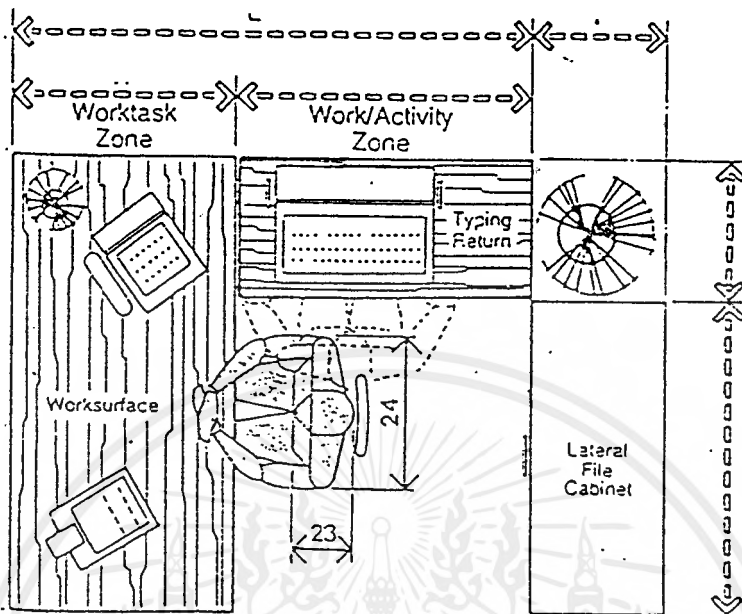 Worktask
Zone
Work/Activity
Zone
Typing
Return
Worksurface
24
23
Lateral
File
Cabinet